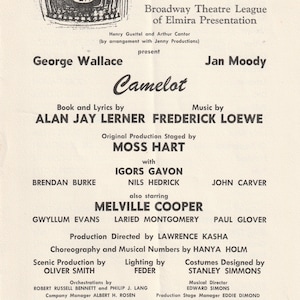 Broadway Theatre League
of Elmira Presentation
Henry Guettel and Arthur Cantor
(by arrangement with Jenny Productions)
present
George Wallace Jan Moody
Camelot
Book and Lyrics by Music by
ALAN JAY LERNER FREDERICK LOEWE
Original Production Staged by
MOSS HART
with
IGORS GAVON
BRENDAN BURKE NILS HEDRICK JOHN CARVER
also starring
MELVILLE COOPER
GWYLLUM EVANS LARIED MONTGOMERY PAUL GLOVER
Production Directed by LAWRENCE KASHA
Choreography and Musical Numbers by HANYA HOLM
Scenic Production by Lighting by Costumes Designed by
OLIVER SMITH FEDER STANLEY SIMMONS
Orchestrations by Musical Director
ROBERT RUSSELL BENNETT and PHILIP J. LANG EDWARD SIMONS
Company Manager ALBERT H. ROSEN Production Stage Manager EDDIE DIMOND